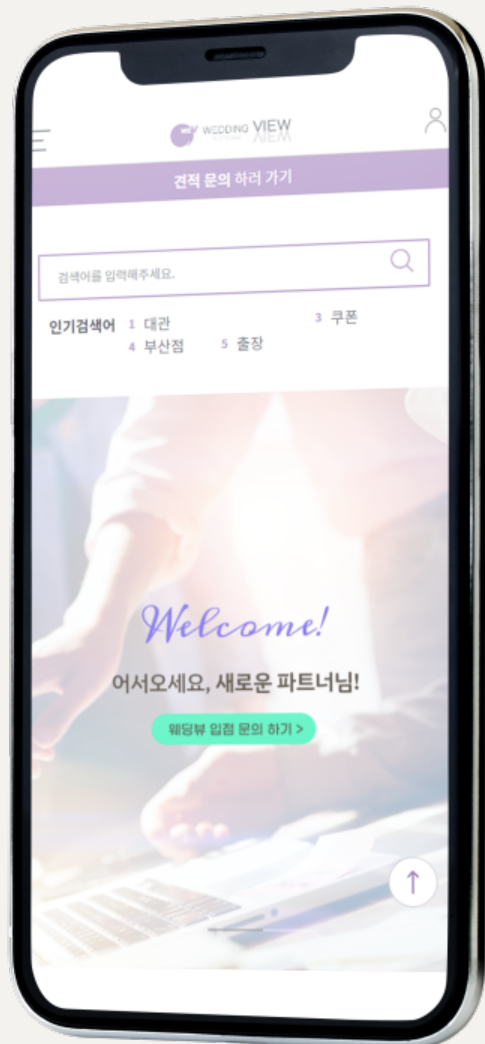 WEDDING VIEW
견적 문의 하러 가기
검색어를 입력해주세요.
인기검색어 1 대관 3 쿠폰
4 부산점 5 출장
Welcome!
어서오세요, 새로운 파트너님!
웨딩뷰 입점 문의 하기 >